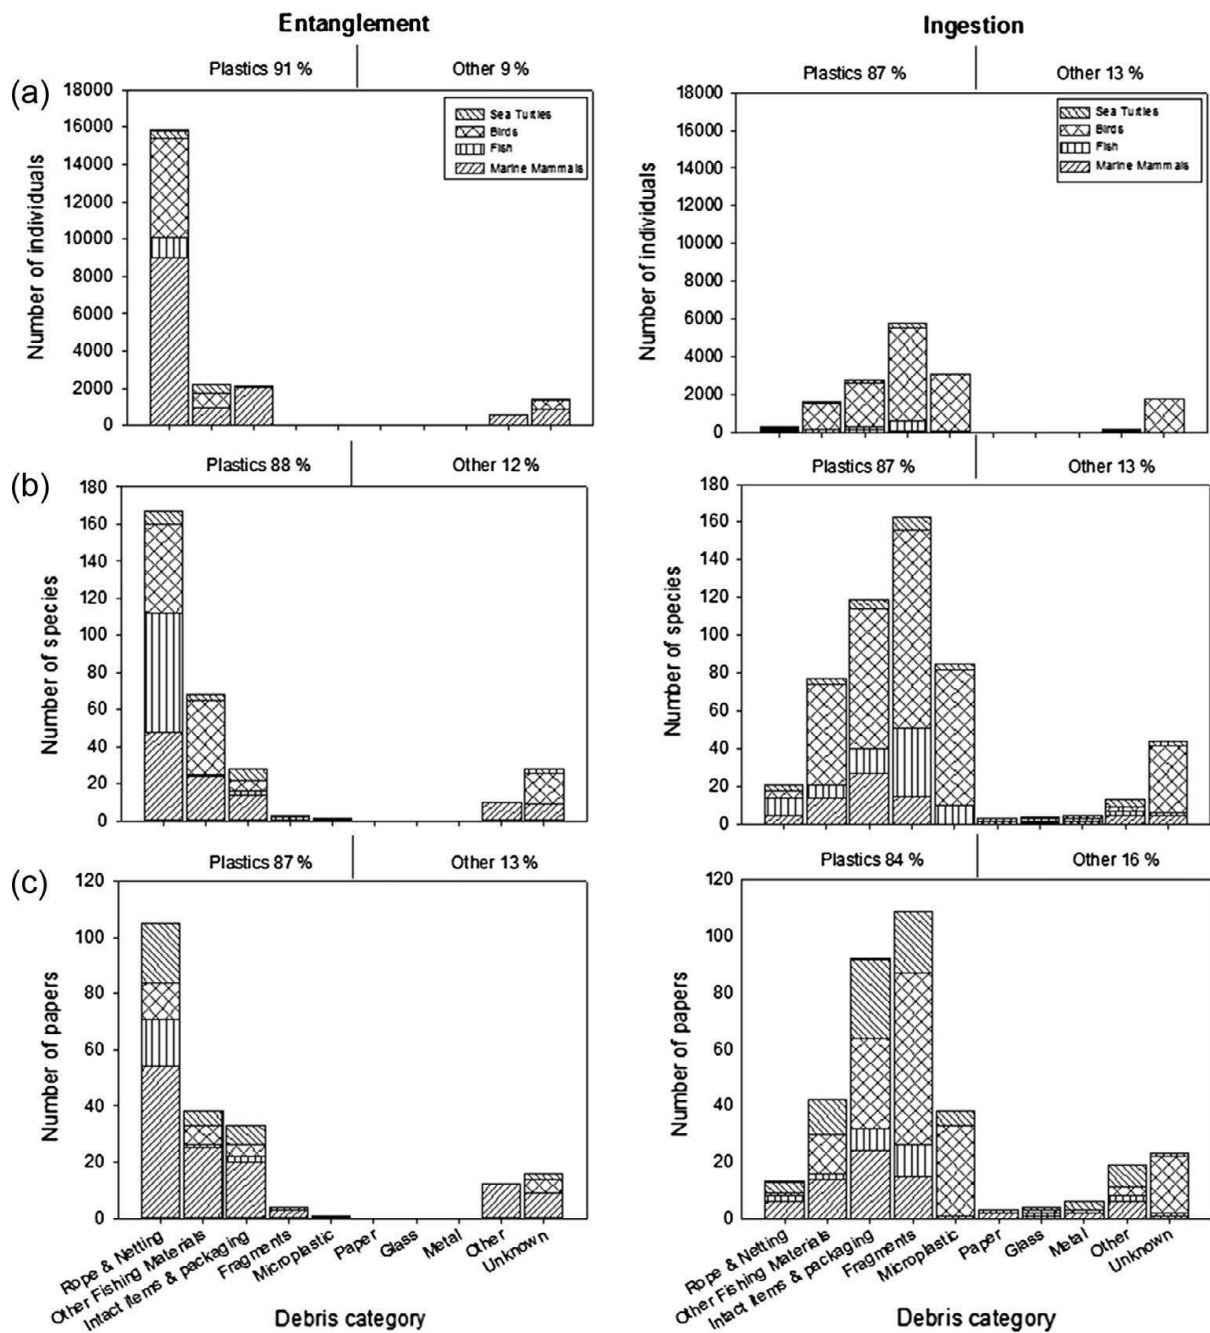 Entanglement
Plastics 91 % Other 9 %
(a)
18000
16000
14000
12000
10000
8000
6000
4000
2000
0
Number of individuals
Sea Turtles
Birds
Fish
Marine Mammals
Ingestion
Plastics 87 % Other 13 %
18000
16000
14000
12000
10000
8000
6000
4000
2000
0
Number of individuals
Sea Turtles
Birds
Fish
Marine Mammals
Plastics 88 % Other 12 %
(b)
180
160
140
120
100
80
60
40
20
0
Number of species
Plastics 87 % Other 13 %
180
160
140
120
100
80
60
40
20
0
Number of species
Plastics 87 % Other 13 %
(c)
120
100
80
60
40
20
0
Number of papers
Rope & Netting
Other Fishing Materials
Intact items & packaging
Fragments
Microplastic
Paper
Glass
Metal
Other
Unknown
Debris category
Plastics 84 % Other 16 %
120
100
80
60
40
20
0
Number of papers
Rope & Netting
Other Fishing Materials
Intact items & packaging
Fragments
Microplastic
Paper
Glass
Metal
Other
Unknown
Debris category